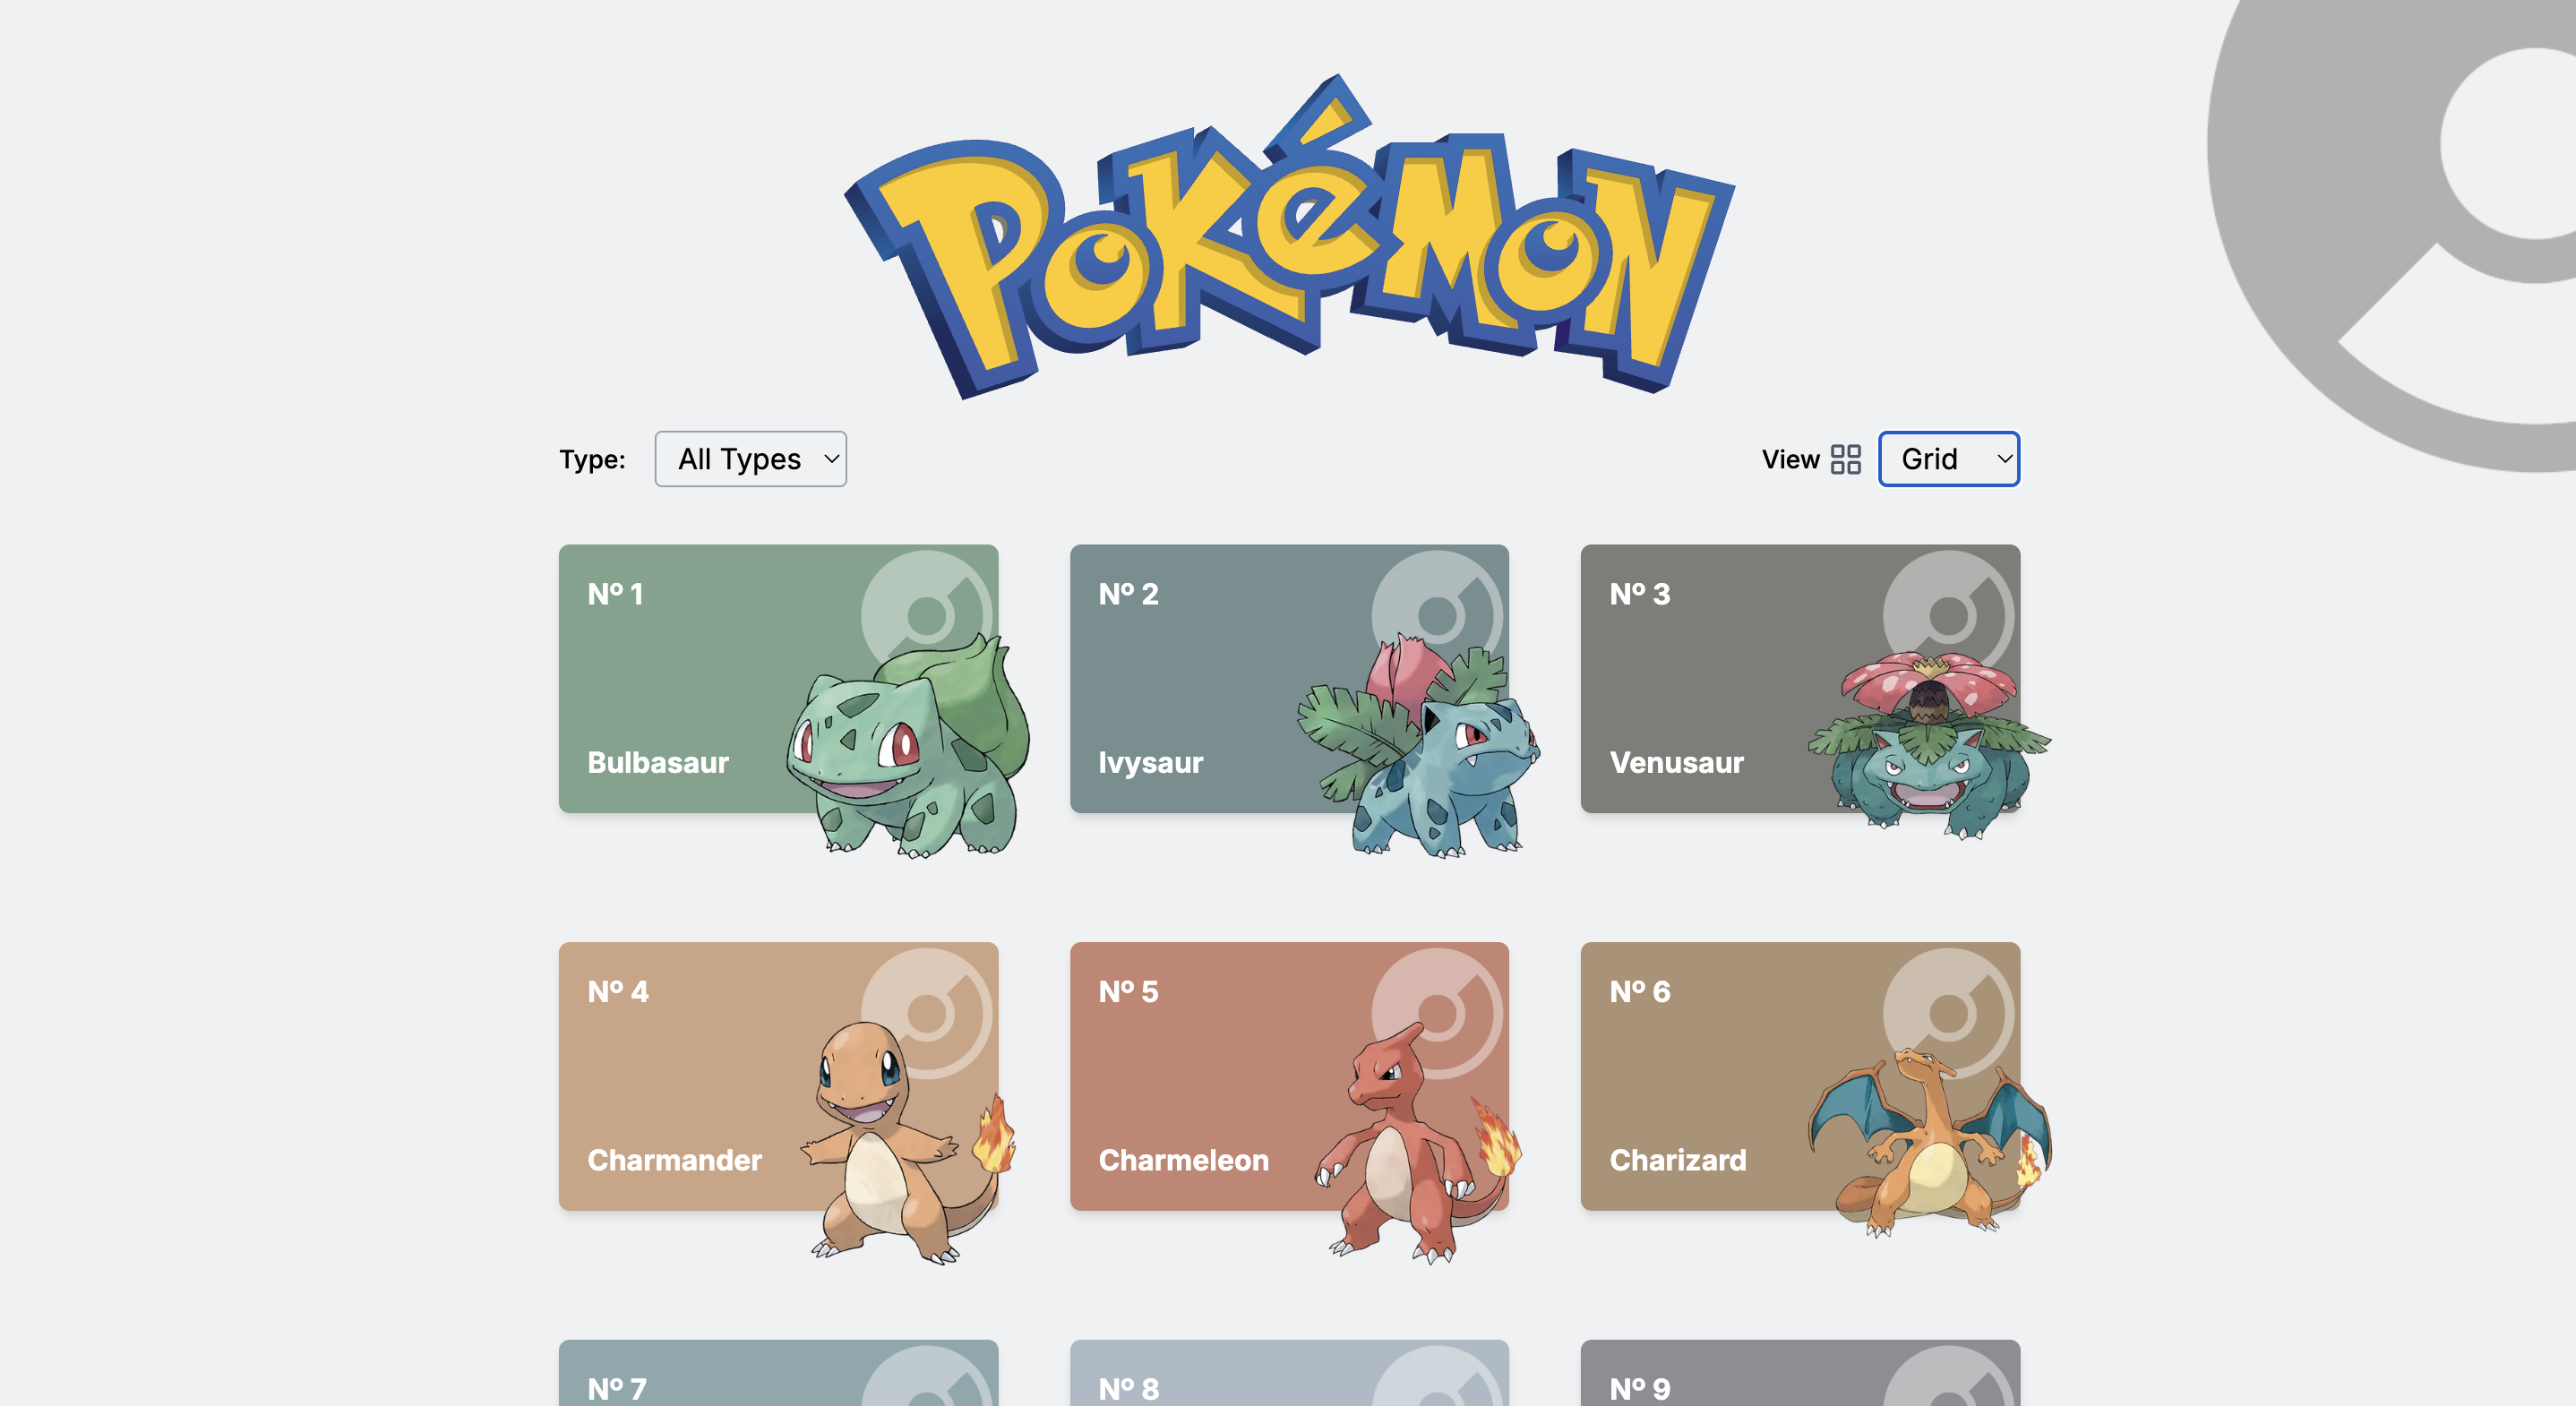 Pokémon
Type: All Types
View Grid
Nº 1
Bulbasaur
Nº 2
Ivysaur
Nº 3
Venusaur
Nº 4
Charmander
Nº 5
Charmeleon
Nº 6
Charizard
Nº 7
Nº 8
Nº 9